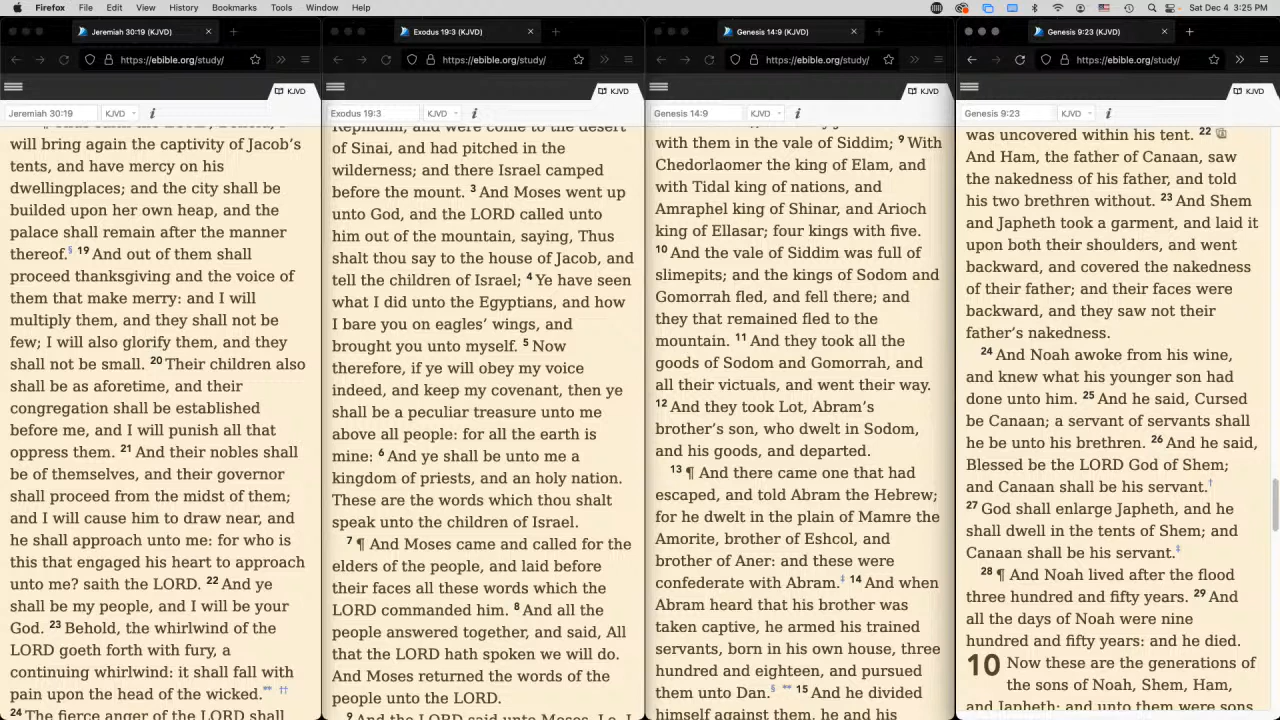 Firefox File Edit View History Bookmarks Tools Window Help Sat Dec 4 3:25 PM
Jeremiah 30:19 (KJVD)
https://ebible.org/study/
KJVD
Jeremiah 30:19 KJVD i
will bring again the captivity of Jacob’s
tents, and have mercy on his
dwellingplaces; and the city shall be
builded upon her own heap, and the
palace shall remain after the manner
thereof.§ 19 And out of them shall
proceed thanksgiving and the voice of
them that make merry: and I will
multiply them, and they shall not be
few; I will also glorify them, and they
shall not be small. 20 Their children also
shall be as aforetime, and their
congregation shall be established
before me, and I will punish all that
oppress them. 21 And their nobles shall
be of themselves, and their governor
shall proceed from the midst of them;
and I will cause him to draw near, and
he shall approach unto me: for who is
this that engaged his heart to approach
unto me? saith the LORD. 22 And ye
shall be my people, and I will be your
God. 23 Behold, the whirlwind of the
LORD goeth forth with fury, a
continuing whirlwind: it shall fall with
pain upon the head of the wicked.** ††
24 The fierce anger of the LORD shall
Exodus 19:3 (KJVD)
https://ebible.org/study/
KJVD
Exodus 19:3 KJVD i
Rephidim, and were come to the desert
of Sinai, and had pitched in the
wilderness; and there Israel camped
before the mount. 3 And Moses went up
unto God, and the LORD called unto
him out of the mountain, saying, Thus
shalt thou say to the house of Jacob, and
tell the children of Israel; 4 Ye have seen
what I did unto the Egyptians, and how
I bare you on eagles’ wings, and
brought you unto myself. 5 Now
therefore, if ye will obey my voice
indeed, and keep my covenant, then ye
shall be a peculiar treasure unto me
above all people: for all the earth is
mine: 6 And ye shall be unto me a
kingdom of priests, and an holy nation.
These are the words which thou shalt
speak unto the children of Israel.
7 ¶ And Moses came and called for the
elders of the people, and laid before
their faces all these words which the
LORD commanded him. 8 And all the
people answered together, and said, All
that the LORD hath spoken we will do.
And Moses returned the words of the
people unto the LORD.
9 And the LORD said unto Moses, Lo, I
Genesis 14:9 (KJVD)
https://ebible.org/study/
KJVD
Genesis 14:9 KJVD i
with them in the vale of Siddim; 9 With
Chedorlaomer the king of Elam, and
with Tidal king of nations, and
Amraphel king of Shinar, and Arioch
king of Ellasar; four kings with five.
10 And the vale of Siddim was full of
slimepits; and the kings of Sodom and
Gomorrah fled, and fell there; and
they that remained fled to the
mountain. 11 And they took all the
goods of Sodom and Gomorrah, and
all their victuals, and went their way.
12 And they took Lot, Abram’s
brother’s son, who dwelt in Sodom,
and his goods, and departed.
13 ¶ And there came one that had
escaped, and told Abram the Hebrew;
for he dwelt in the plain of Mamre the
Amorite, brother of Eshcol, and
brother of Aner: and these were
confederate with Abram.‡ 14 And when
Abram heard that his brother was
taken captive, he armed his trained
servants, born in his own house, three
hundred and eighteen, and pursued
them unto Dan.§ ** 15 And he divided
himself against them, he and his
Genesis 9:23 (KJVD)
https://ebible.org/study/
KJVD
Genesis 9:23 KJVD i
was uncovered within his tent. 22
And Ham, the father of Canaan, saw
the nakedness of his father, and told
his two brethren without. 23 And Shem
and Japheth took a garment, and laid it
upon both their shoulders, and went
backward, and covered the nakedness
of their father; and their faces were
backward, and they saw not their
father’s nakedness.
24 And Noah awoke from his wine,
and knew what his younger son had
done unto him. 25 And he said, Cursed
be Canaan; a servant of servants shall
he be unto his brethren. 26 And he said,
Blessed be the LORD God of Shem;
and Canaan shall be his servant.†
27 God shall enlarge Japheth, and he
shall dwell in the tents of Shem; and
Canaan shall be his servant.‡
28 ¶ And Noah lived after the flood
three hundred and fifty years. 29 And
all the days of Noah were nine
hundred and fifty years: and he died.
10 Now these are the generations of
the sons of Noah, Shem, Ham,
and Japheth: and unto them were sons